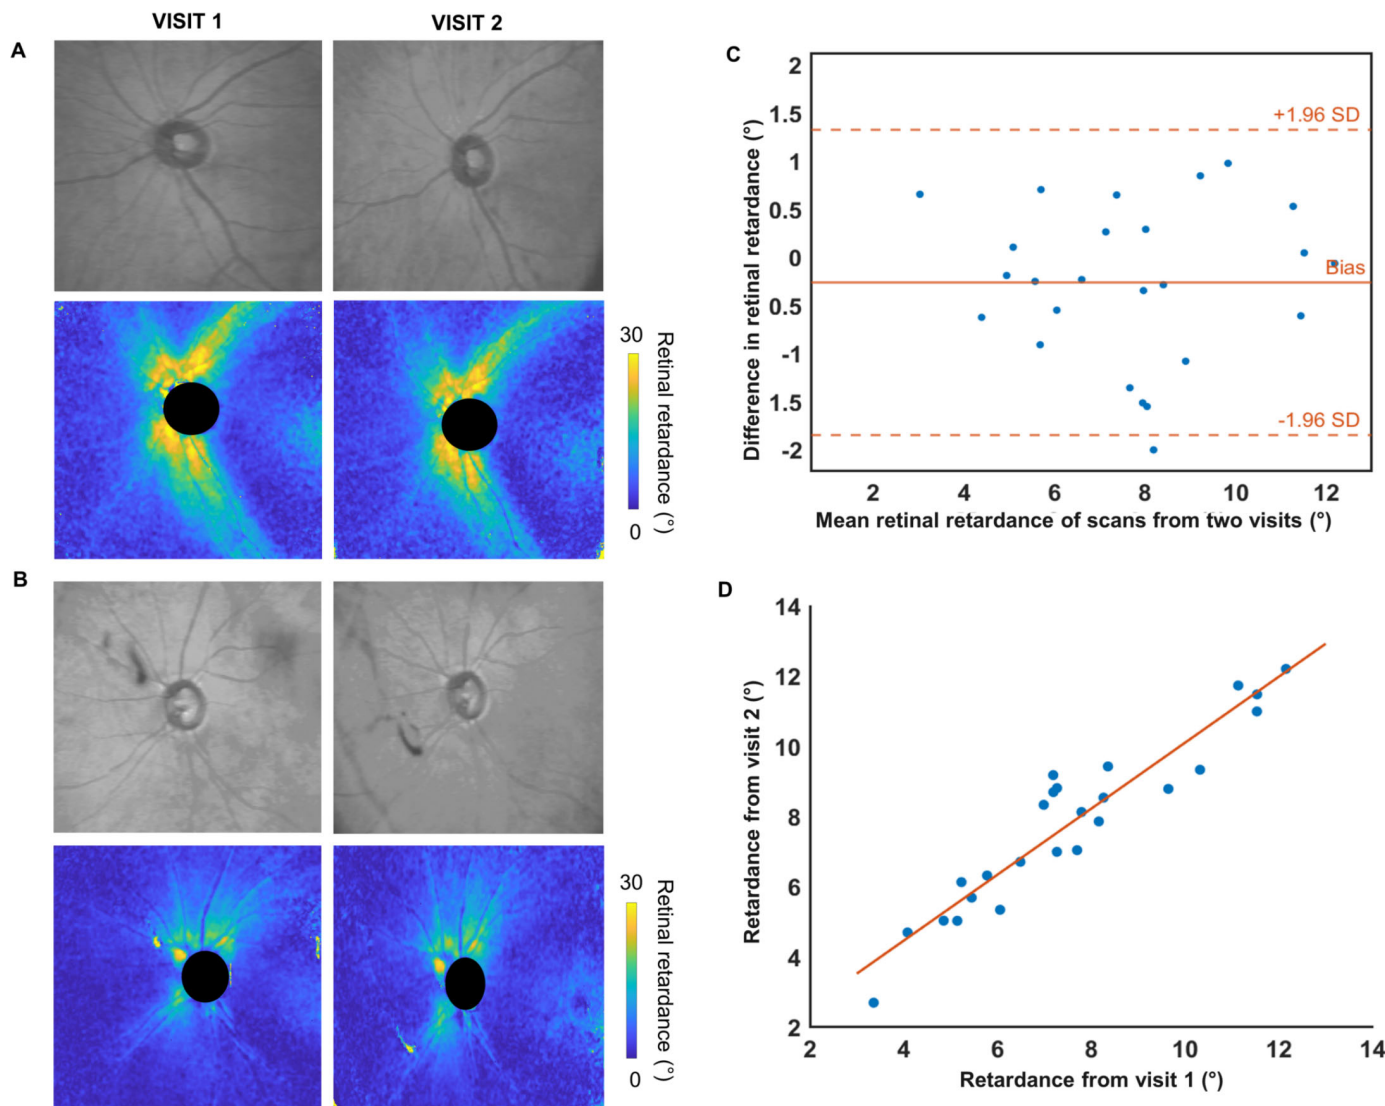 VISIT 1
VISIT 2
A
30
Retinal retardance (°)
0
B
30
Retinal retardance (°)
0
C
2
1.5
1
0.5
0
0.5
-1
1.5
-2
Difference in retinal retardance (°)
+1.96 SD
Bias
-1.96 SD
2 4 6 8 10 12
Mean retinal retardance of scans from two visits (°)
D
14
12
10
8
6
4
2
Retardance from visit 2 (°)
2 4 6 8 10 12 14
Retardance from visit 1 (°)